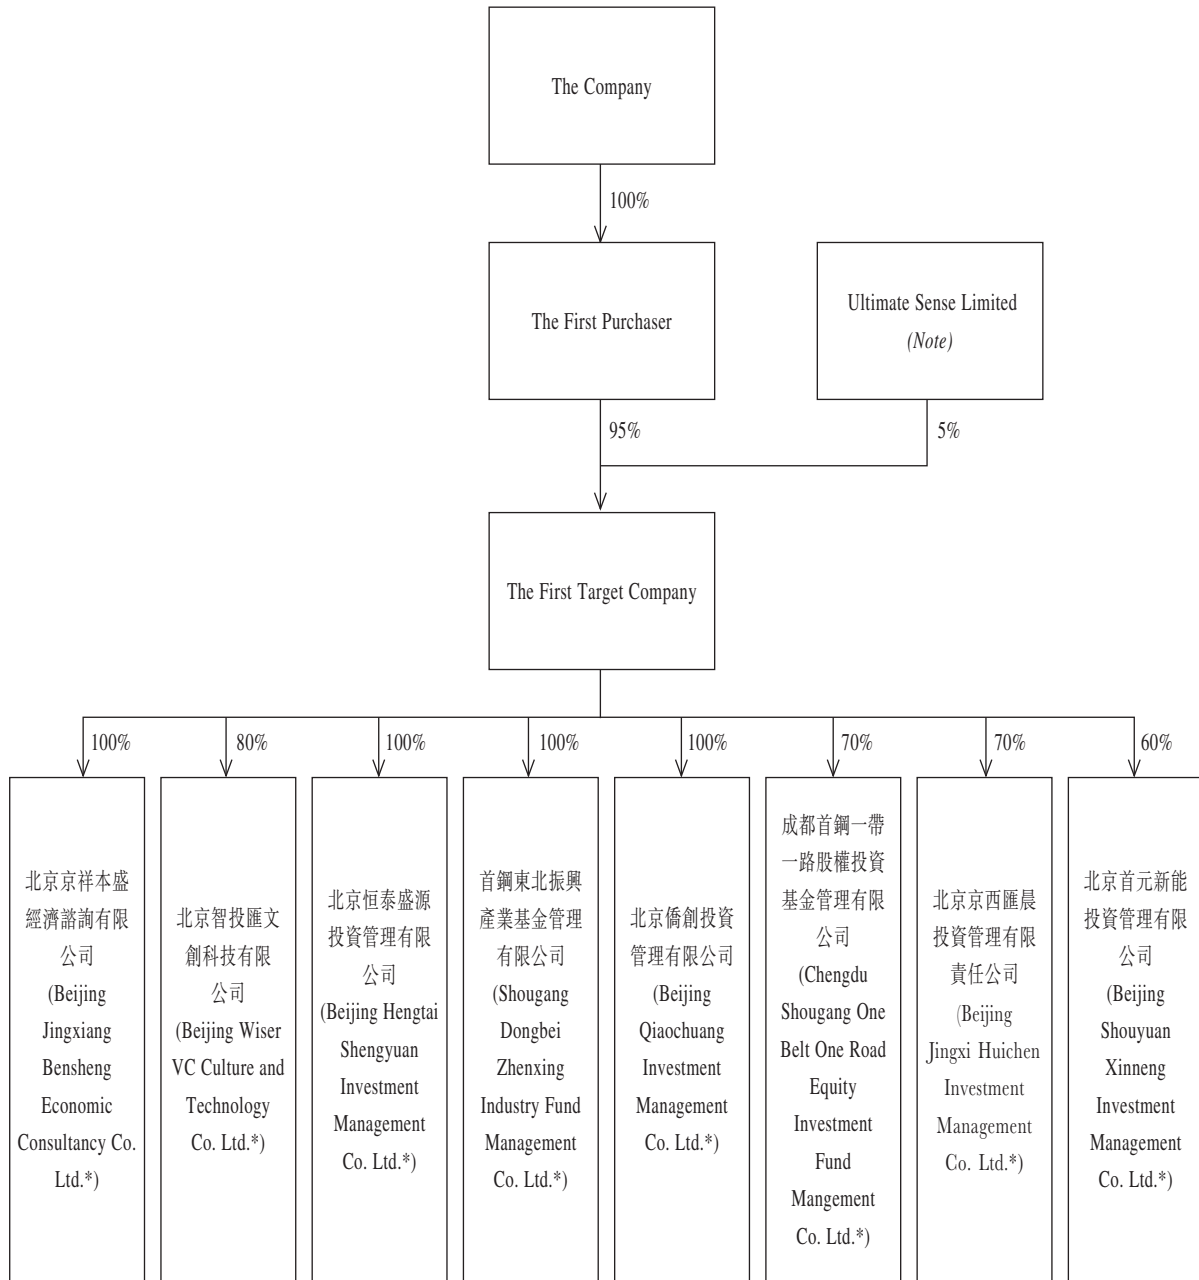 The Company
100%
The First Purchaser
Ultimate Sense Limited
(Note)
95%
5%
The First Target Company
100%
80%
100%
100%
100%
70%
70%
60%
北京京祥本盛
經濟諮詢有限
公司
(Beijing
Jingxiang
Bensheng
Economic
Consultancy Co.
Ltd.*)
北京智投匯文
創科技有限
公司
(Beijing Wiser
VC Culture and
Technology
Co. Ltd.*)
北京恒泰盛源
投資管理有限
公司
(Beijing Hengtai
Shengyuan
Investment
Management
Co. Ltd.*)
首鋼東北振興
產業基金管理
有限公司
(Shougang
Dongbei
Zhenxing
Industry Fund
Management
Co. Ltd.*)
北京僑創投資
管理有限公司
(Beijing
Qiaochuang
Investment
Management
Co. Ltd.*)
成都首鋼一帶
一路股權投資
基金管理有限
公司
(Chengdu
Shougang One
Belt One Road
Equity
Investment
Fund
Mangement
Co. Ltd.*)
北京京西匯晨
投資管理有限
責任公司
(Beijing
Jingxi Huichen
Investment
Management
Co. Ltd.*)
北京首元新能
投資管理有限
公司
(Beijing
Shouyuan
Xinneng
Investment
Management
Co. Ltd.*)